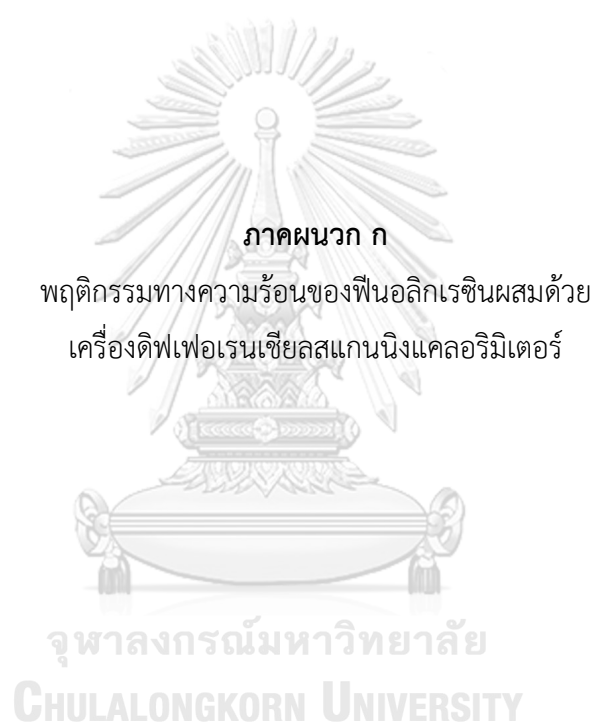 ภาคผนวก ก
พฤติกรรมทางความร้อนของฟีนอลิกเรซินผสมด้วย
เครื่องดิฟเฟอเรนเชียลสแกนนิงแคลอริมิเตอร์
จุฬาลงกรณ์มหาวิทยาลัย
CHULALONGKORN UNIVERSITY